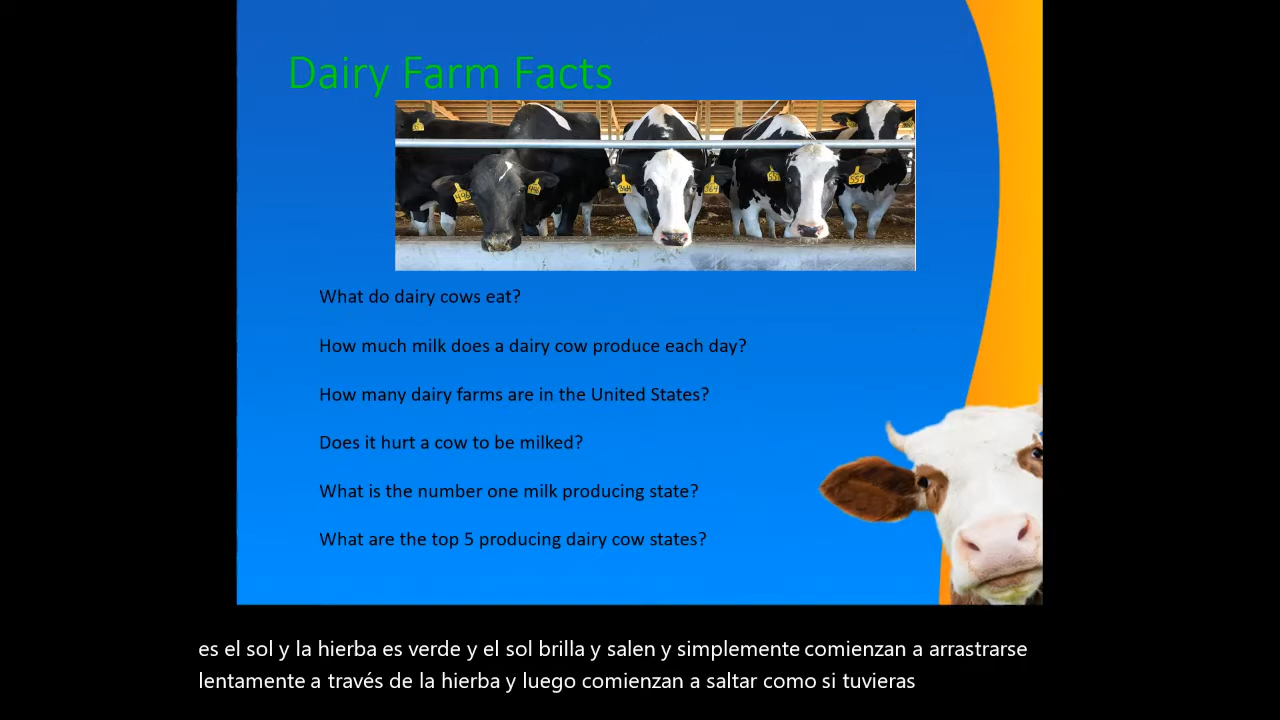 Dairy Farm Facts
What do dairy cows eat?
How much milk does a dairy cow produce each day?
How many dairy farms are in the United States?
Does it hurt a cow to be milked?
What is the number one milk producing state?
What are the top 5 producing dairy cow states?
es el sol y la hierba es verde y el sol brilla y salen y simplemente comienzan a arrastrarse
lentamente a través de la hierba y luego comienzan a saltar como si tuvieras